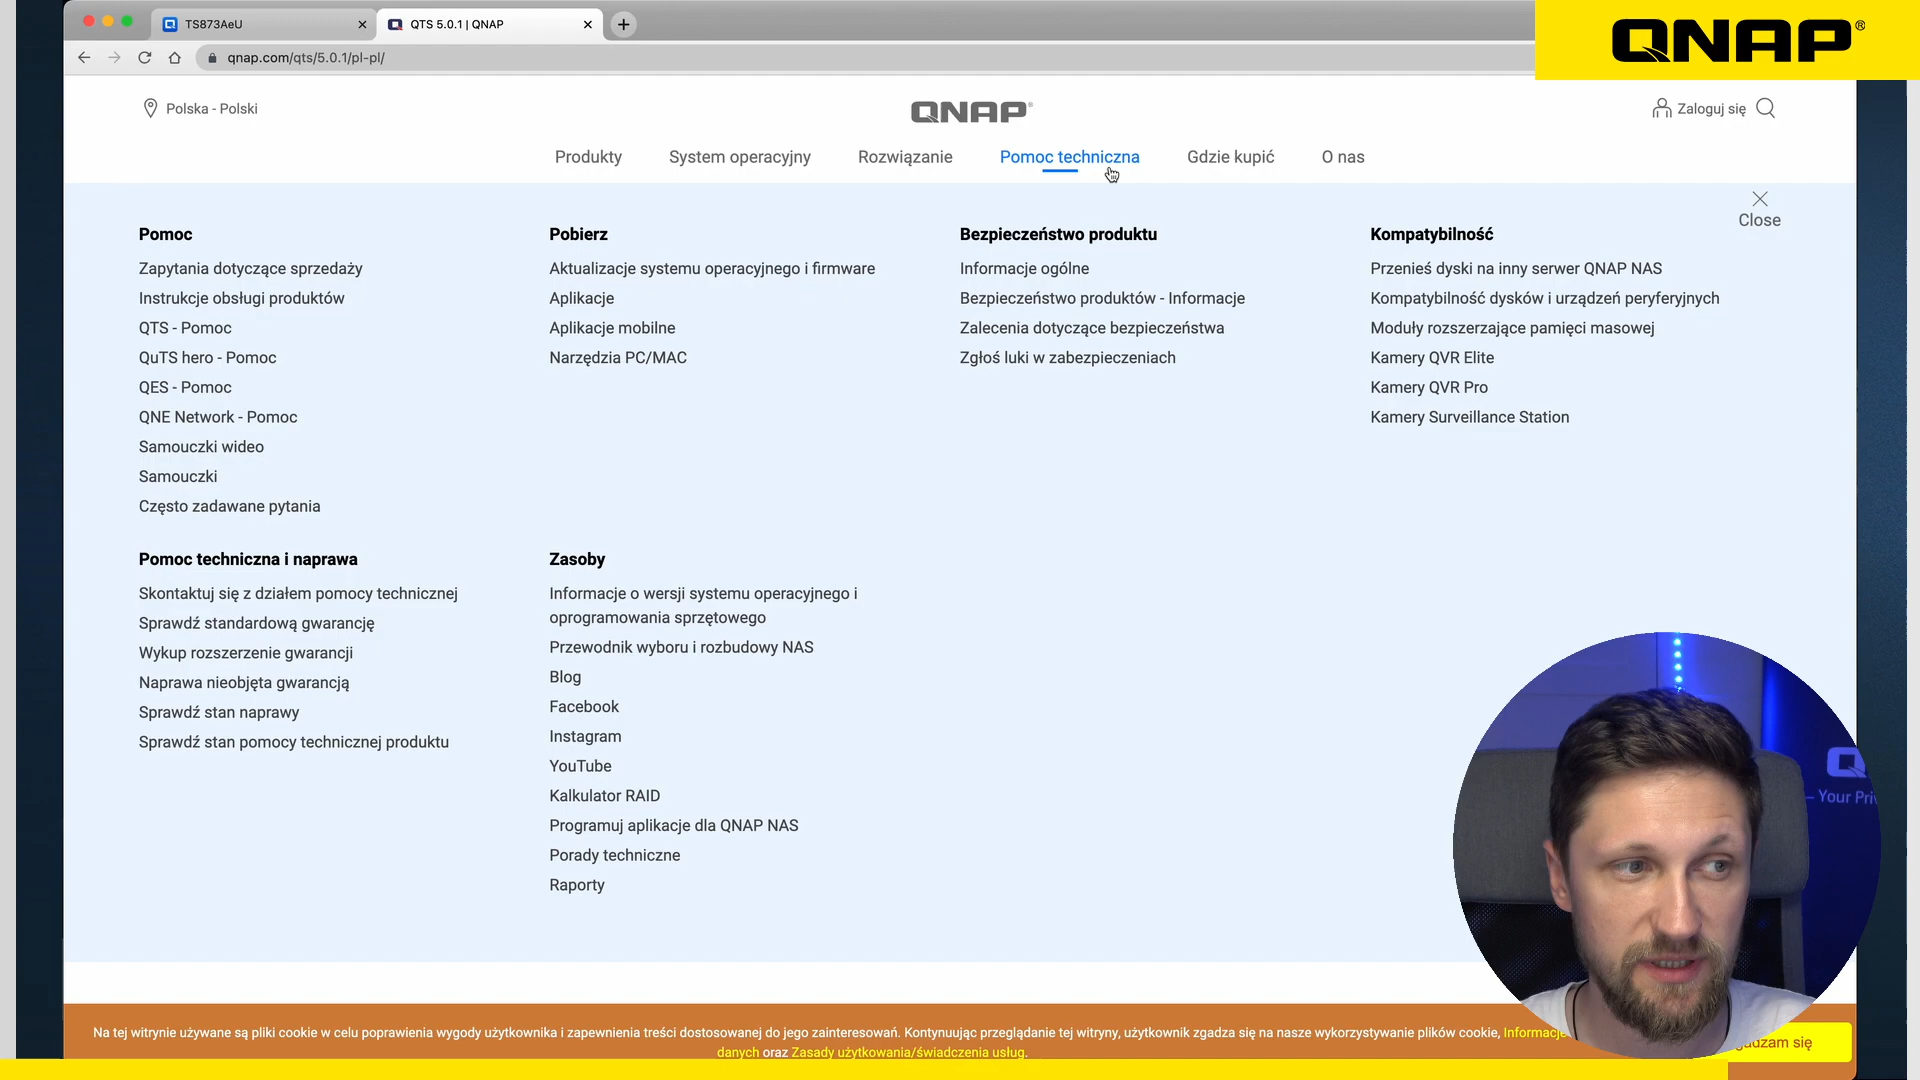 TS873AeU
QTS 5.0.1 | QNAP
QNAP®
qnap.com/qts/5.0.1/pl-pl/
Polska - Polski
QNAP
Zaloguj się
Produkty
System operacyjny
Rozwiązanie
Pomoc techniczna
Gdzie kupić
O nas
Close
Pomoc
Zapytania dotyczące sprzedaży
Instrukcje obsługi produktów
QTS - Pomoc
QuTS hero - Pomoc
QES - Pomoc
QNE Network - Pomoc
Samouczki wideo
Samouczki
Często zadawane pytania
Pobierz
Aktualizacje systemu operacyjnego i firmware
Aplikacje
Aplikacje mobilne
Narzędzia PC/MAC
Bezpieczeństwo produktu
Informacje ogólne
Bezpieczeństwo produktów - Informacje
Zalecenia dotyczące bezpieczeństwa
Zgłoś luki w zabezpieczeniach
Kompatybilność
Przenieś dyski na inny serwer QNAP NAS
Kompatybilność dysków i urządzeń peryferyjnych
Moduły rozszerzające pamięci masowej
Kamery QVR Elite
Kamery QVR Pro
Kamery Surveillance Station
Pomoc techniczna i naprawa
Skontaktuj się z działem pomocy technicznej
Sprawdź standardową gwarancję
Wykup rozszerzenie gwarancji
Naprawa nieobjęta gwarancją
Sprawdź stan naprawy
Sprawdź stan pomocy technicznej produktu
Zasoby
Informacje o wersji systemu operacyjnego i
oprogramowania sprzętowego
Przewodnik wyboru i rozbudowy NAS
Blog
Facebook
Instagram
YouTube
Kalkulator RAID
Programuj aplikacje dla QNAP NAS
Porady techniczne
Raporty
Your
Na tej witrynie używane są pliki cookie w celu poprawienia wygody użytkownika i zapewnienia treści dostosowanej do jego zainteresowań. Kontynuując przeglądanie tej witryny, użytkownik zgadza się na nasze wykorzystywanie plików cookie,
danych oraz Zasady użytkowania/świadczenia usług.
się